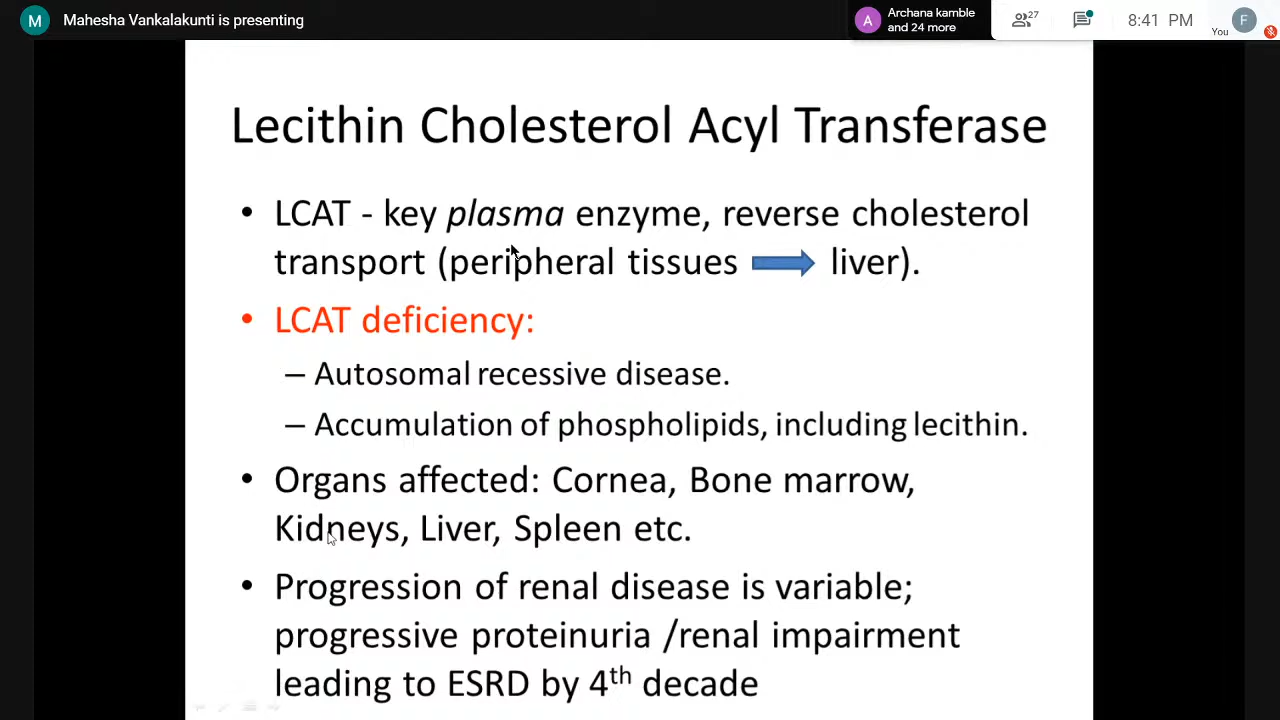 M Mahesha Vankalakunti is presenting
A Archana kamble
and 24 more
27
8:41 PM
You
F
Lecithin Cholesterol Acyl Transferase
• LCAT - key plasma enzyme, reverse cholesterol
transport (peripheral tissues liver).
• LCAT deficiency:
– Autosomal recessive disease.
– Accumulation of phospholipids, including lecithin.
• Organs affected: Cornea, Bone marrow,
Kidneys, Liver, Spleen etc.
• Progression of renal disease is variable;
progressive proteinuria /renal impairment
leading to ESRD by 4th decade